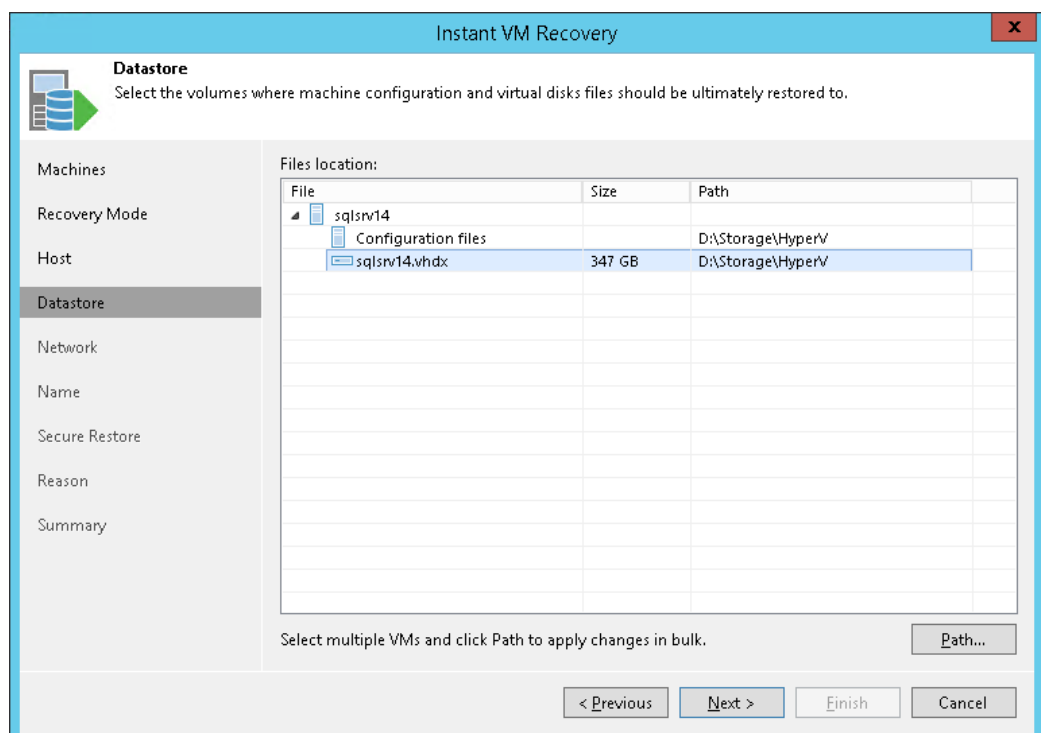 Instant VM Recovery
x
Datastore
Select the volumes where machine configuration and virtual disks files should be ultimately restored to.
Machines
Recovery Mode
Host
Datastore
Network
Name
Secure Restore
Reason
Summary
Files location:
File Size Path
sqlsrv14
Configuration files D:\Storage\HyperV
sqlsrv14.vhdx 347 GB D:\Storage\HyperV
Select multiple VMs and click Path to apply changes in bulk.
Path...
< Previous Next > Finish Cancel